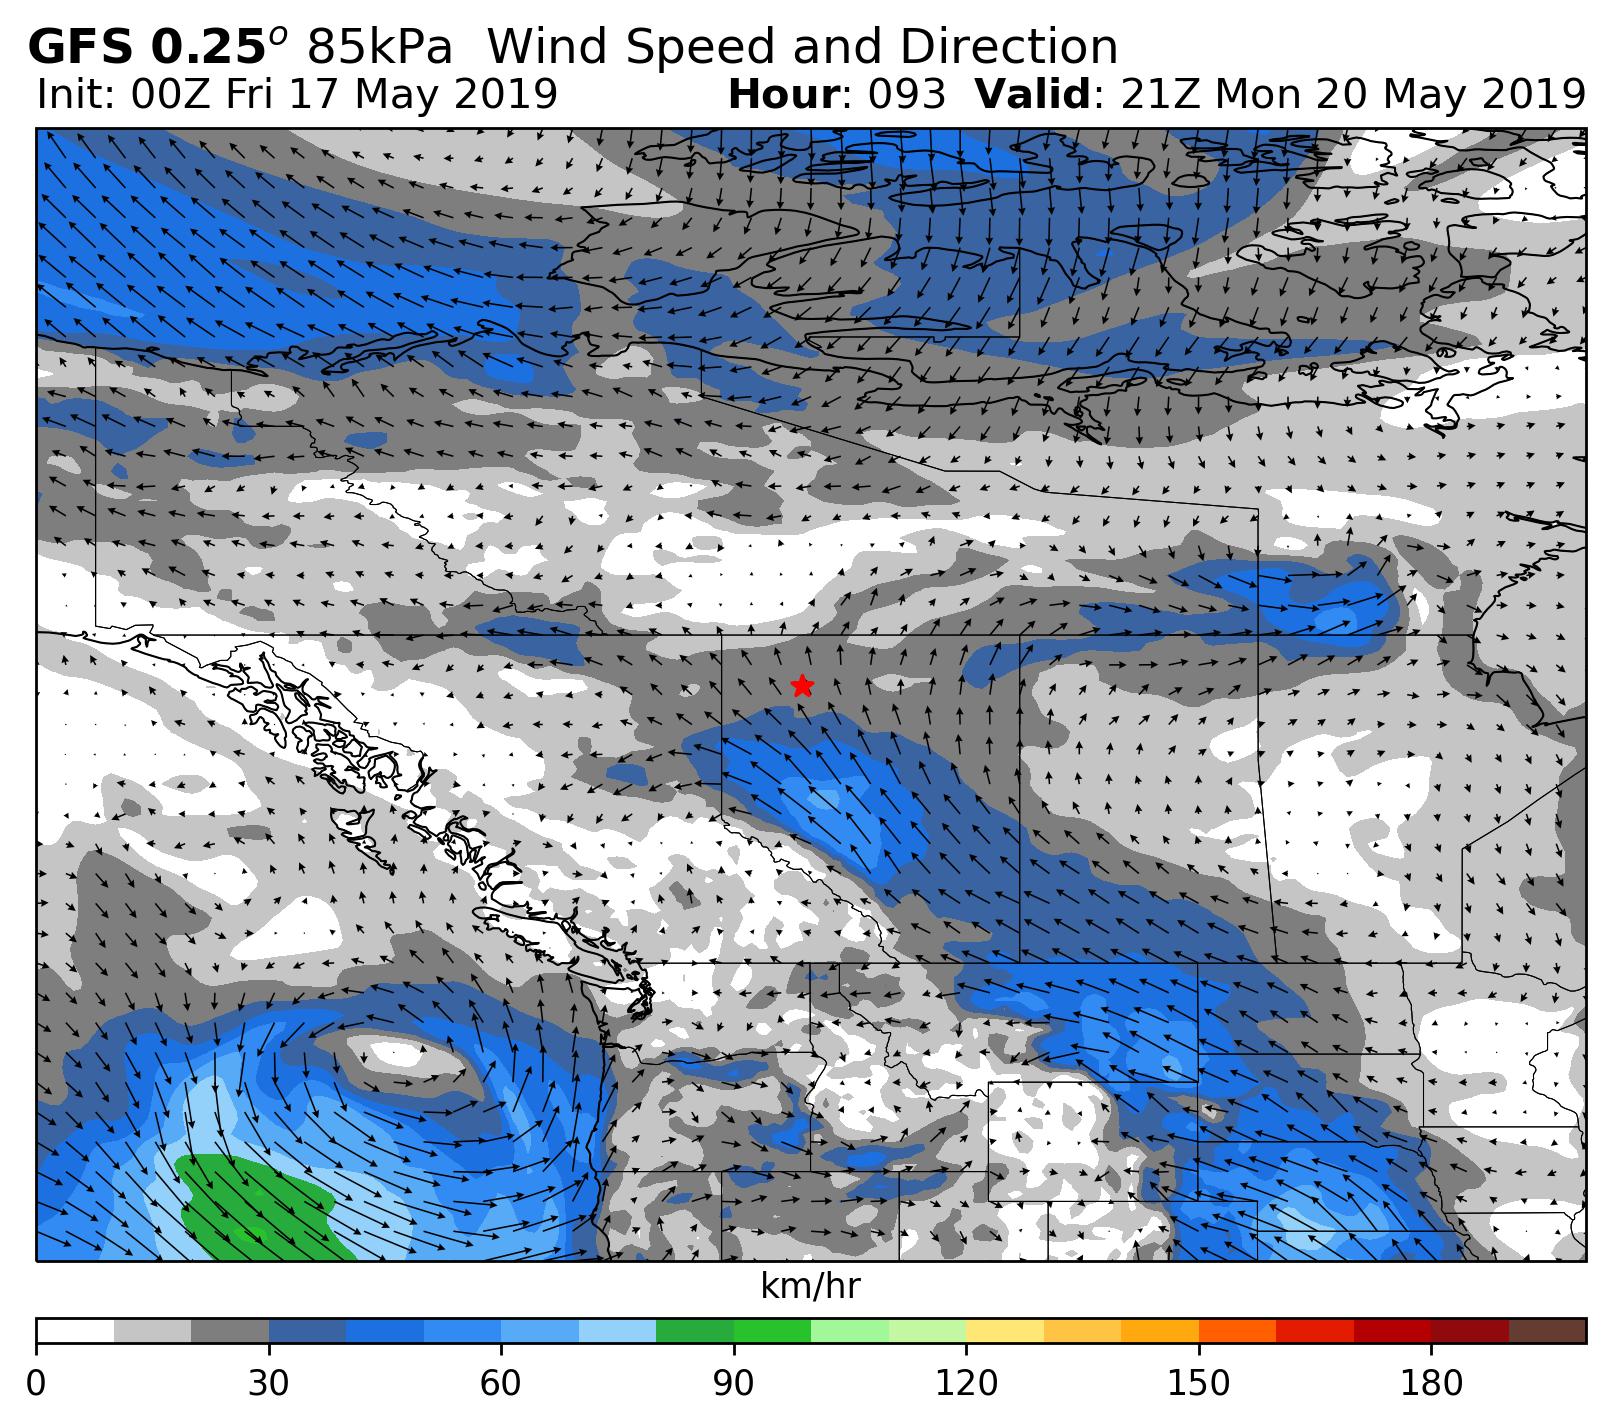 GFS 0.25° 85kPa Wind Speed and Direction
Init: 00Z Fri 17 May 2019 Hour: 093 Valid: 21Z Mon 20 May 2019
km/hr
0 30 60 90 120 150 180